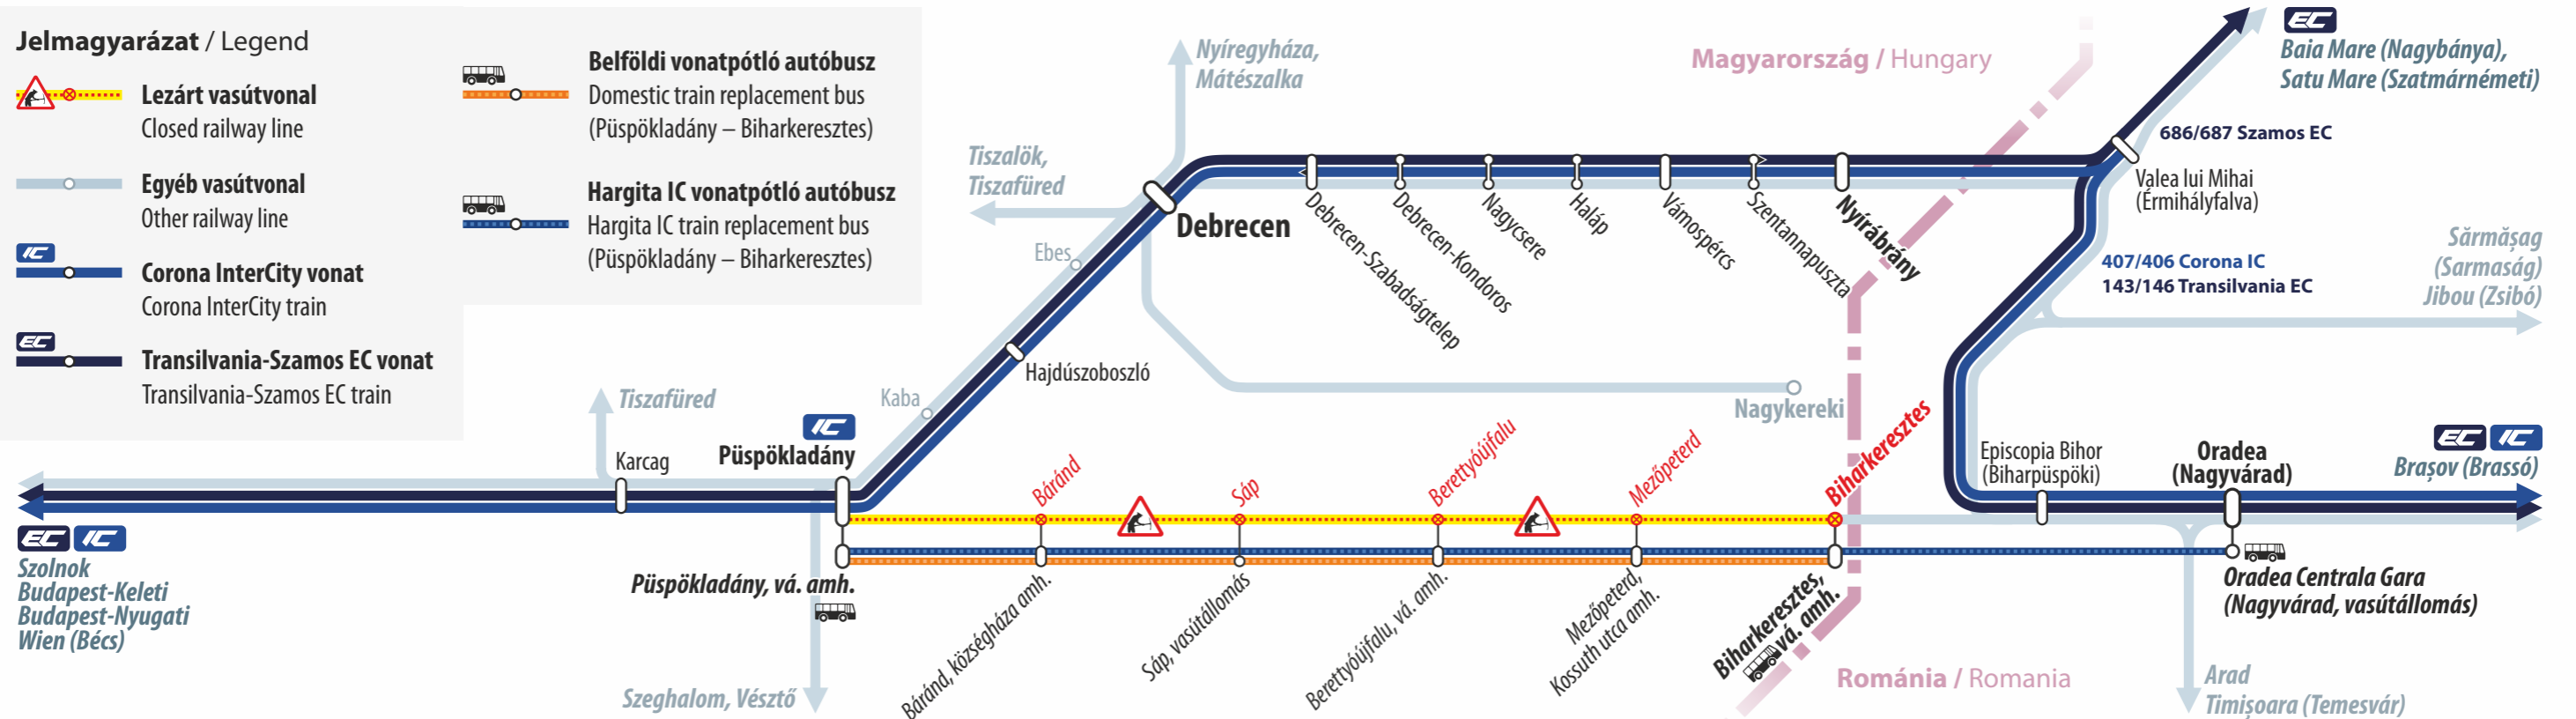 Jelmagyarázat / Legend
Lezárt vasútvonal
Closed railway line
Egyéb vasútvonal
Other railway line
IC
Corona InterCity vonat
Corona InterCity train
EC
Transilvania-Szamos EC vonat
Transilvania-Szamos EC train
Belföldi vonatpótló autóbusz
Domestic train replacement bus
(Püspökladány – Biharkeresztes)
Hargita IC vonatpótló autóbusz
Hargita IC train replacement bus
(Püspökladány – Biharkeresztes)
Nyíregyháza,
Mátészalka
Tiszalök,
Tiszafüred
Magyarország / Hungary
EC
Baia Mare (Nagybánya),
Satu Mare (Szatmárnémeti)
686/687 Szamos EC
Valea lui Mihai
(Érmihályfalva)
Debrecen
Debrecen-Szabadságtelep
Debrecen-Kondoros
Nagycsere
Haláp
Vámospércs
Szentannapuszta
Nyírábrány
Ebes
407/406 Corona IC
143/146 Transilvania EC
Sărmășag
(Sarmaság)
Jibou (Zsibó)
Hajdúszoboszló
Kaba
Nagykereki
Tiszafüred
IC
Karcag
Püspökladány
Báránd
Sáp
Berettyóújfalu
Mezőpeterd
Biharkeresztes
Episcopia Bihor
(Biharpüspöki)
Oradea
(Nagyvárad)
EC IC
Brașov (Brassó)
EC IC
Szolnok
Budapest-Keleti
Budapest-Nyugati
Wien (Bécs)
Püspökladány, vá. amh.
Báránd, községháza amh.
Sáp, vasútállomás
Berettyóújfalu, vá. amh.
Mezőpeterd,
Kossuth utca amh.
Biharkeresztes,
vá. amh.
Oradea Centrala Gara
(Nagyvárad, vasútállomás)
Szeghalom, Vésztő
Románia / Romania
Arad
Timișoara (Temesvár)